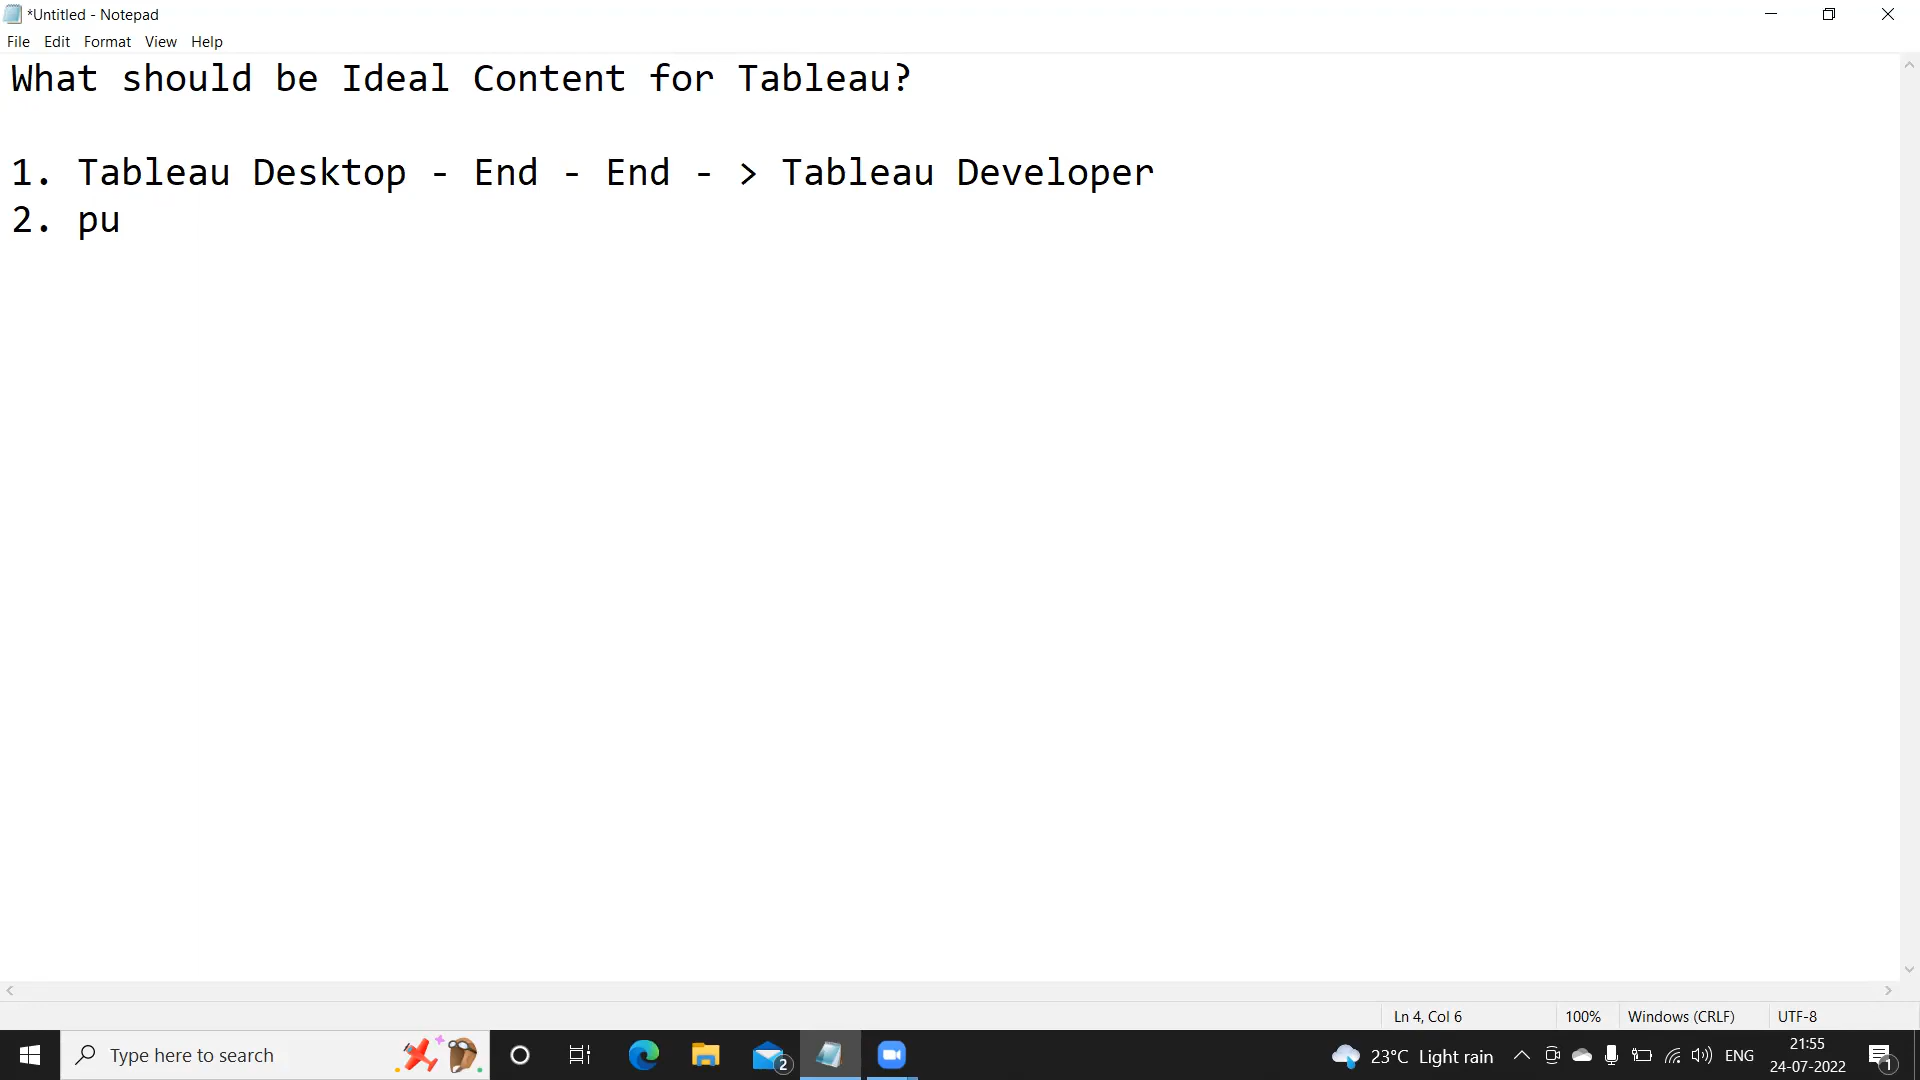 *Untitled - Notepad
File Edit Format View Help
What should be Ideal Content for Tableau?
1. Tableau Desktop - End - End - > Tableau Developer
2. pu
Ln 4, Col 6 100% Windows (CRLF) UTF-8
Type here to search 2 23°C Light rain ENG 21:55 1
24-07-2022